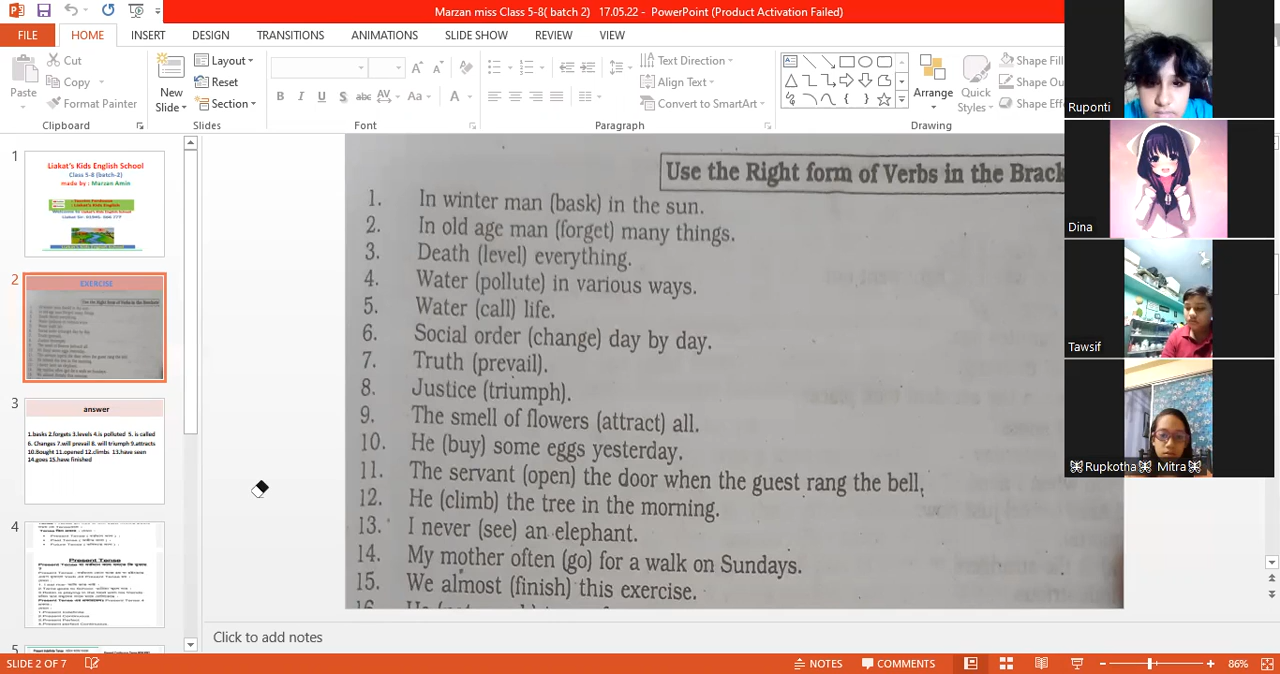 Marzan miss Class 5-8( batch 2)   17.05.22 -  PowerPoint (Product Activation Failed)
FILE HOME INSERT DESIGN TRANSITIONS ANIMATIONS SLIDE SHOW REVIEW VIEW
Paste
Cut
Copy
Format Painter
Clipboard
New Slide
Layout
Reset
Section
Slides
Font
Text Direction
Align Text
Convert to SmartArt
Paragraph
Arrange
Quick Styles
Shape Fill
Shape Ou
Shape Effe
Drawing
1
Liakat's Kids English School
Class 5-8 (batch-2)
made by : Marzan Amin
2
EXERCISE
3
answer
1.basks 2.forgets 3.levels 4.is polluted 5. is called
6. Changes 7.will prevail 8. will triumph 9.attracts
10.Bought 11.opened 12.climbs. 13.have seen
14.goes 15.have finished
4
Present Tense
5
Use the Right form of Verbs in the Brack
1. In winter man (bask) in the sun.
2. In old age man (forget) many things.
3. Death (level) everything.
4. Water (pollute) in various ways.
5. Water (call) life.
6. Social order (change) day by day.
7. Truth (prevail).
8. Justice (triumph).
9. The smell of flowers (attract) all.
10. He (buy) some eggs yesterday.
11. The servant (open) the door when the guest rang the bell,
12. He (climb) the tree in the morning.
13. I never (see) an elephant.
14. My mother often (go) for a walk on Sundays.
15. We almost (finish) this exercise.
Ruponti
Dina
Tawsif
Rupkotha Mitra
Click to add notes
SLIDE 2 OF 7
NOTES COMMENTS 86%